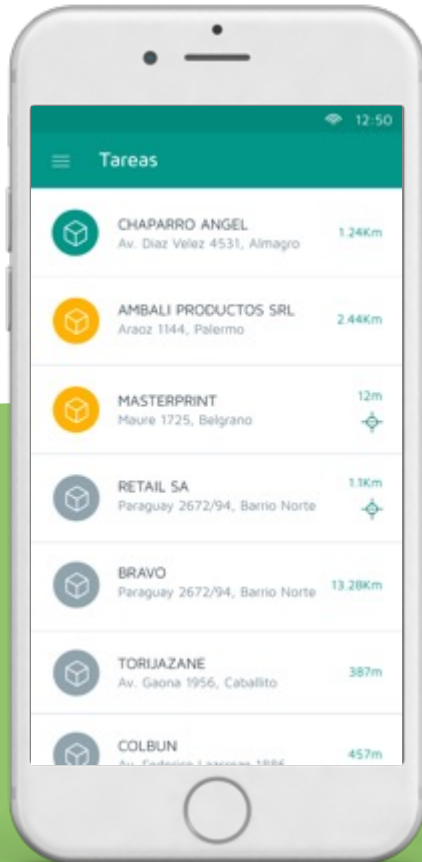 12:50
Tareas
CHAPARRO ANGEL
1.24Km
Av. Diaz Velez 4531, Almagro
AMBALI PRODUCTOS SRL
2.44Km
Araoz 1144, Palermo
MASTERPRINT
12m
Maure 1725, Belgrano
RETAIL SA
1.1Km
Paraguay 2672/94, Barrio Norte
BRAVO
13.28Km
Paraguay 2672/94, Barrio Norte
TORIJAZANE
387m
Av. Gaona 1956, Caballito
COLBUN
457m
Av. Federico